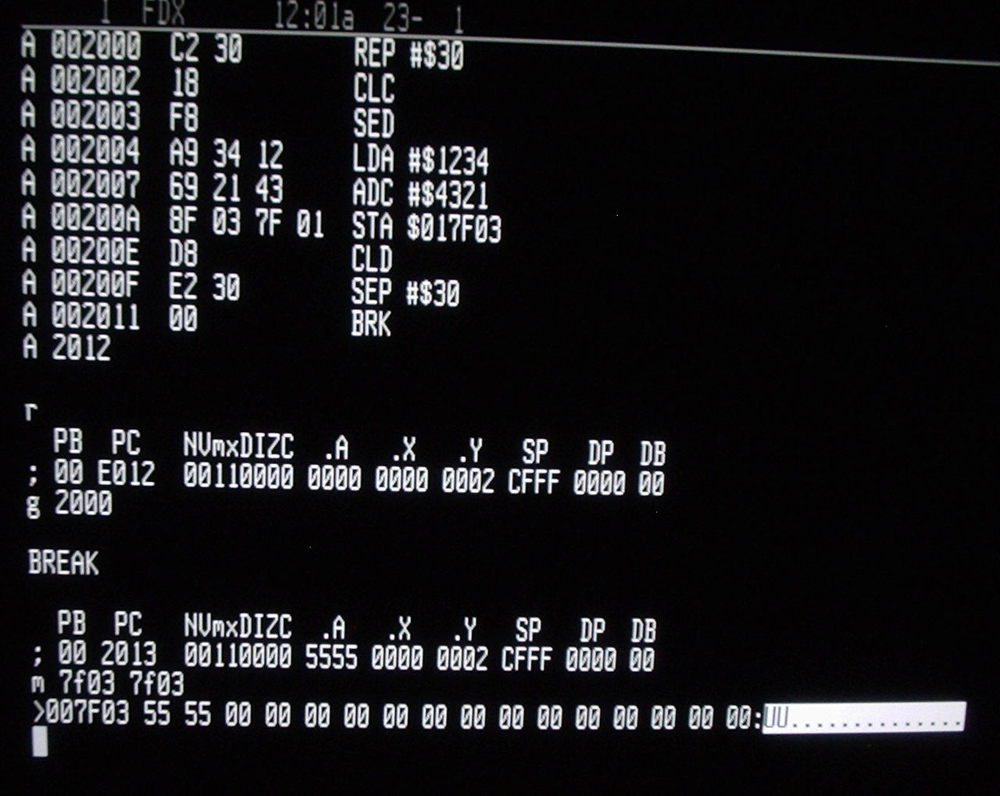 1 FDX 12:01a 23- 1
A 002000 C2 30 REP #$30
A 002002 18 CLC
A 002003 F8 SED
A 002004 A9 34 12 LDA #$1234
A 002007 69 21 43 ADC #$4321
A 00200A 8F 03 7F 01 STA $017F03
A 00200E D8 CLD
A 00200F E2 30 SEP #$30
A 002011 00 BRK
A 2012
r
PB PC NVmxDIZC .A .X .Y SP DP DB
; 00 E012 00110000 0000 0000 0002 CFFF 0000 00
g 2000
BREAK
PB PC NVmxDIZC .A .X .Y SP DP DB
; 00 2013 00110000 5555 0000 0002 CFFF 0000 00
m 7f03 7f03
>007F03 55 55 00 00 00 00 00 00 00 00 00 00 00 00 00 00:UU..............